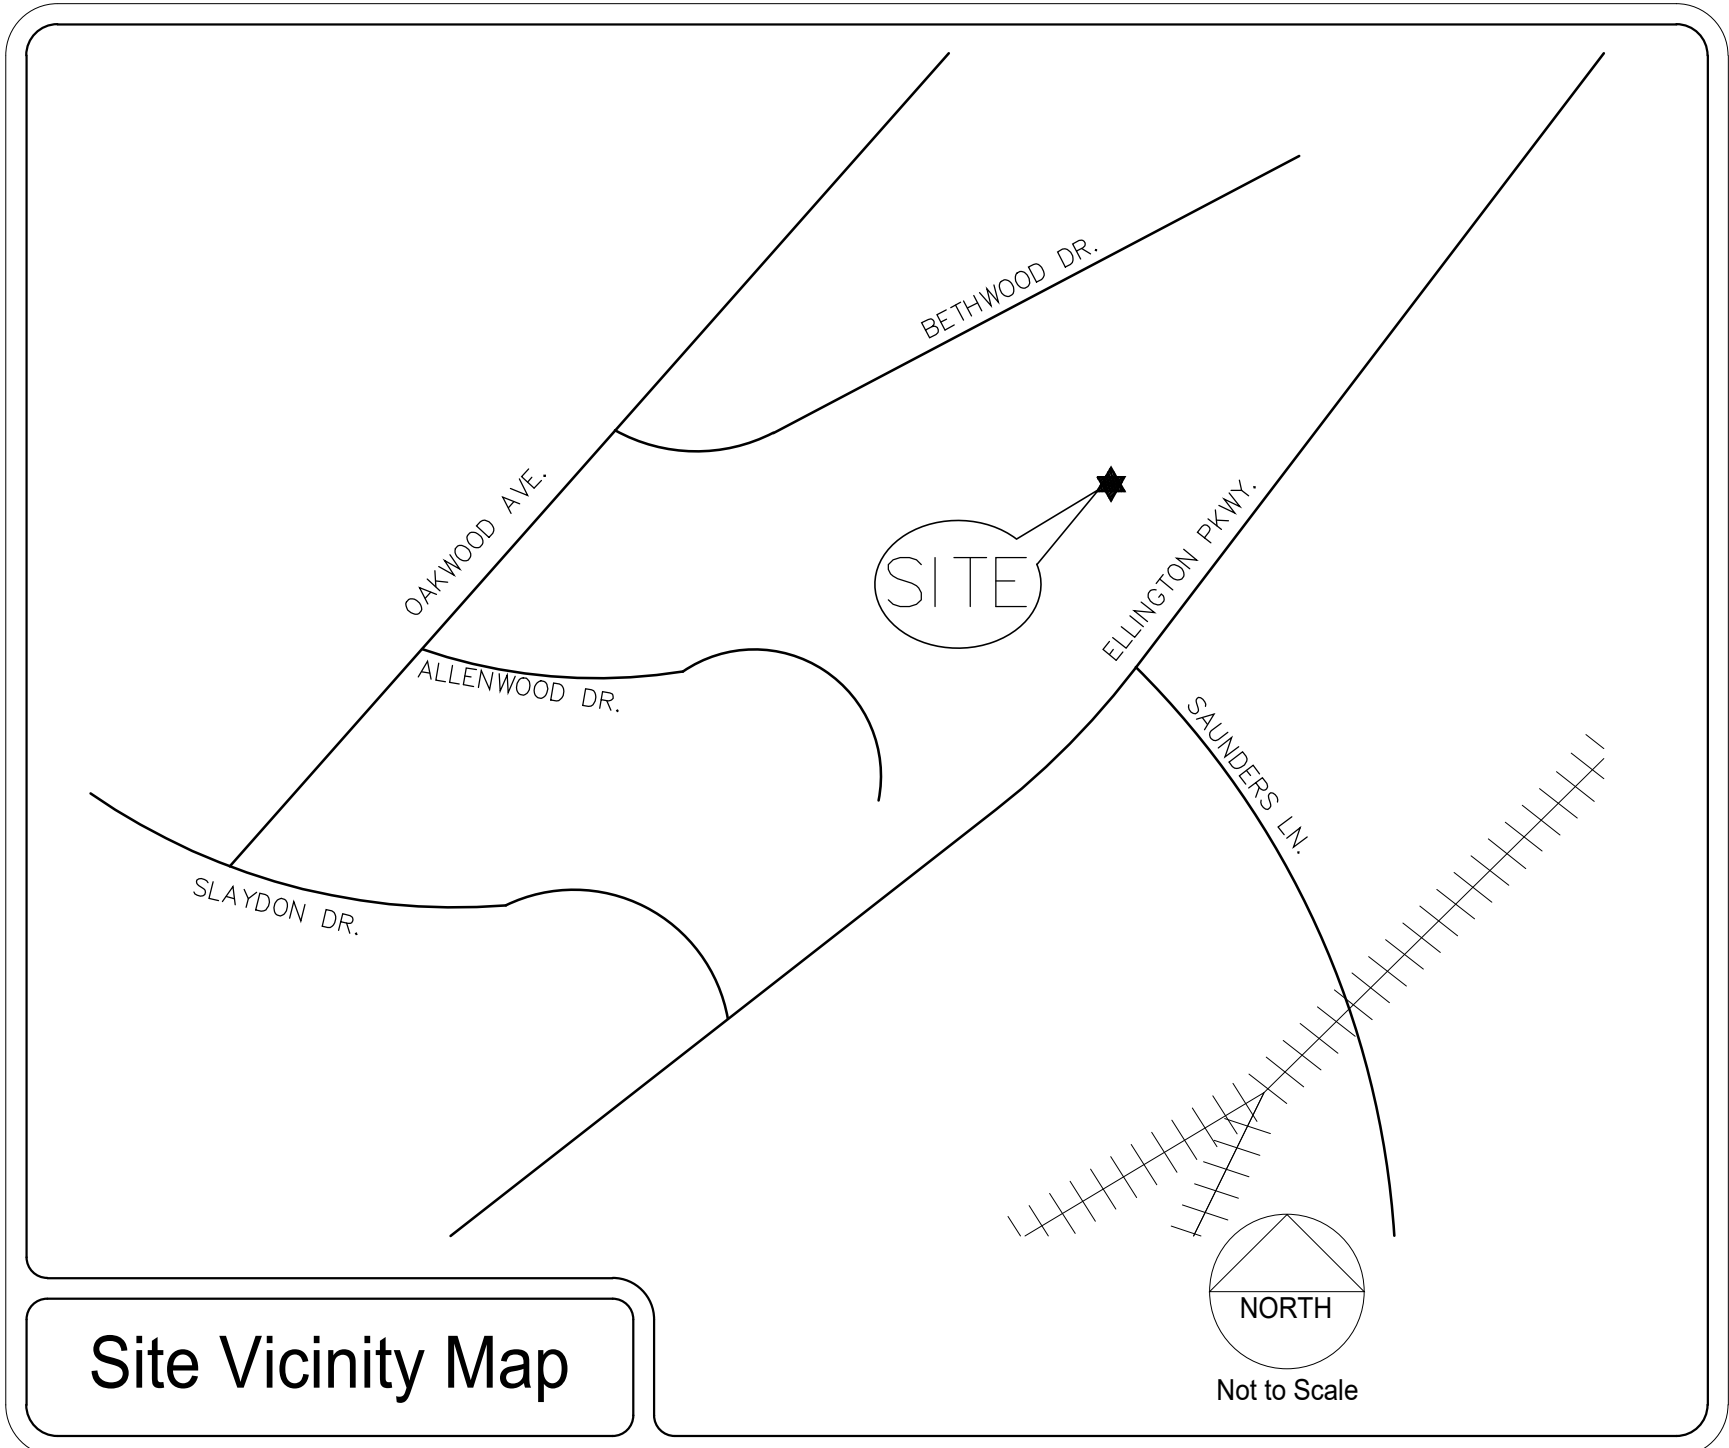 BETHWOOD DR.
OAKWOOD AVE.
SITE
ELLINGTON PKWY.
ALLENWOOD DR.
SAUNDERS LN.
SLAYDON DR.
NORTH
Site Vicinity Map
Not to Scale